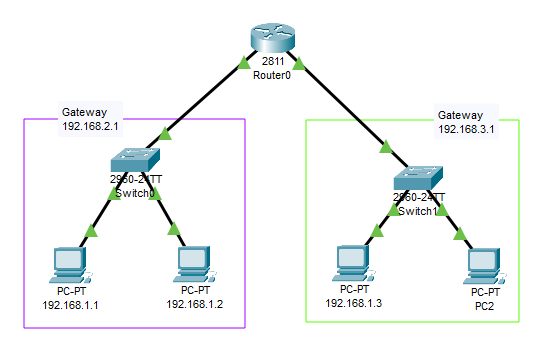 2811
Router0
Gateway
192.168.2.1
Gateway
192.168.3.1
2960-24TT
Switch0
2960-24TT
Switch1
PC-PT
192.168.1.1
PC-PT
192.168.1.2
PC-PT
192.168.1.3
PC-PT
PC2